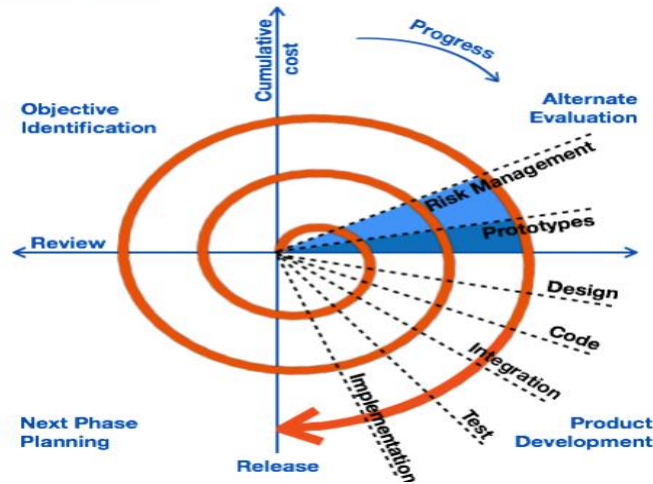 Cumulative
cost
Progress
Objective
Identification
Alternate
Evaluation
Risk Management
Prototypes
Review
Design
Code
Integration
Test
Implementation
Next Phase
Planning
Product
Development
Release